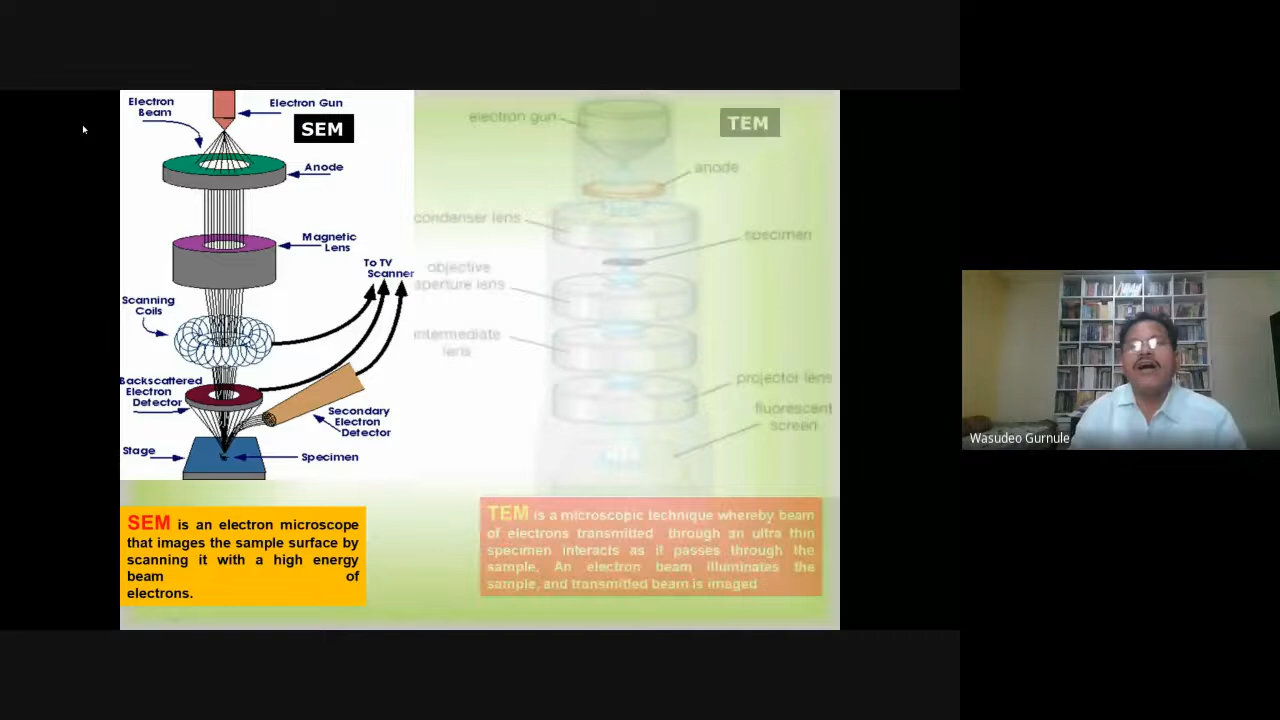 Electron
Beam
Electron Gun
SEM
Anode
Magnetic
Lens
To TV
Scanner
Scanning
Coils
Backscattered
Electron
Detector
Secondary
Electron
Detector
Stage
Specimen
SEM is an electron microscope
that images the sample surface by
scanning it with a high energy
beam of
electrons.
electron gun
TEM
anode
condanser lens
specimen
objective
aperture lens
intermediate
lens
projector lens
fluorescent
screen
TEM is a microscopic technique whereby beam
of electrons transmitted through an ultra thin
specimen interacts as it passes through the
sample. An electron beam illuminates the
sample, and transmitted beam is imaged
Wasudeo Gurnule